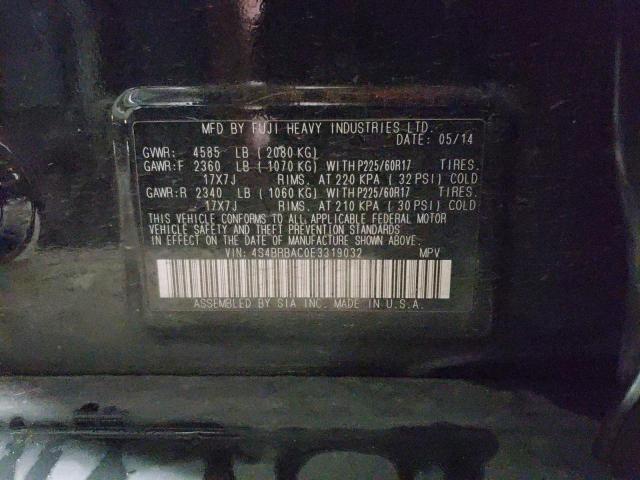 MFD BY FUJI HEAVY INDUSTRIES LTD.
DATE: 05/14
GVWR: 4585 LB (2080 KG)
GAWR:F 2360 LB (1070 KG) WITH P225/60R17 TIRES.
17X7J RIMS. AT 220 KPA (32 PSI) COLD
GAWR:R 2340 LB (1060 KG) WITH P225/60R17 TIRES.
17X7J RIMS. AT 210 KPA (30 PSI) COLD
THIS VEHICLE CONFORMS TO ALL APPLICABLE FEDERAL MOTOR
VEHICLE SAFETY AND THEFT PREVENTION STANDARDS
IN EFFECT ON THE DATE OF MANUFACTURE SHOWN ABOVE.
VIN: 4S4BRBAC0E3319032 MPV
ASSEMBLED BY SIA INC. MADE IN U.S.A.